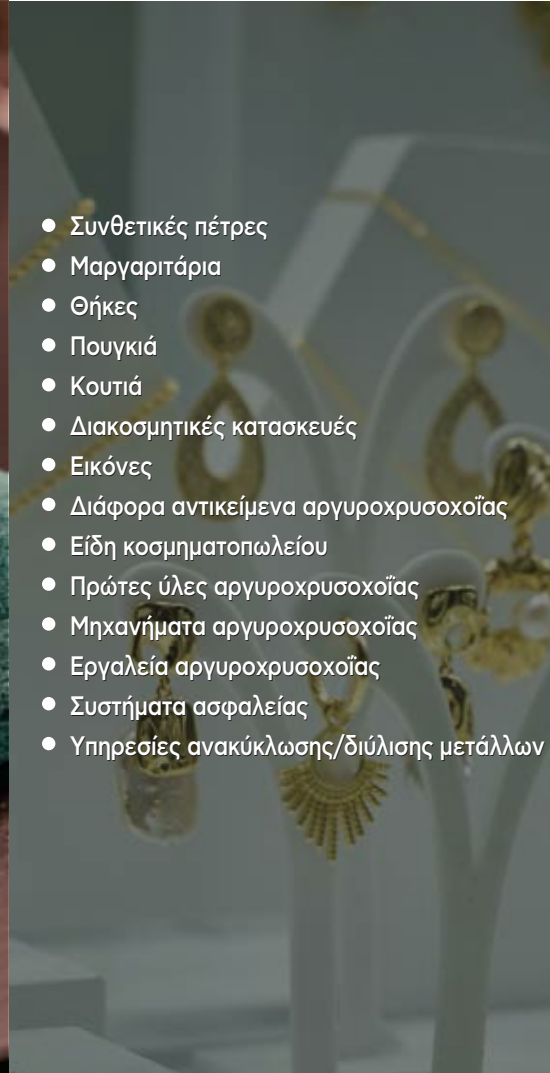 ● Συνθετικές πέτρες
● Μαργαριτάρια
● Θήκες
● Πουγκιά
● Κουτιά
● Διακοσμητικές κατασκευές
● Εικόνες
● Διάφορα αντικείμενα αργυροχρυσοχοΐας
● Είδη κοσμηματοπωλείου
● Πρώτες ύλες αργυροχρυσοχοΐας
● Μηχανήματα αργυροχρυσοχοΐας
● Εργαλεία αργυροχρυσοχοΐας
● Συστήματα ασφαλείας
● Υπηρεσίες ανακύκλωσης/διύλισης μετάλλων